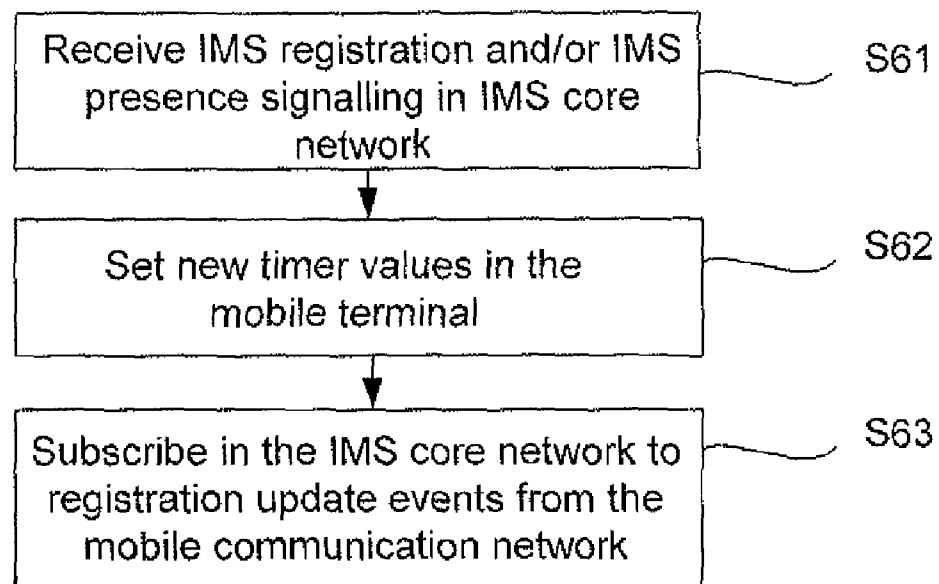 Receive IMS registration and/or IMS
presence signalling in IMS core
network
S61
Set new timer values in the
mobile terminal
S62
Subscribe in the IMS core network to
registration update events from the
mobile communication network
S63